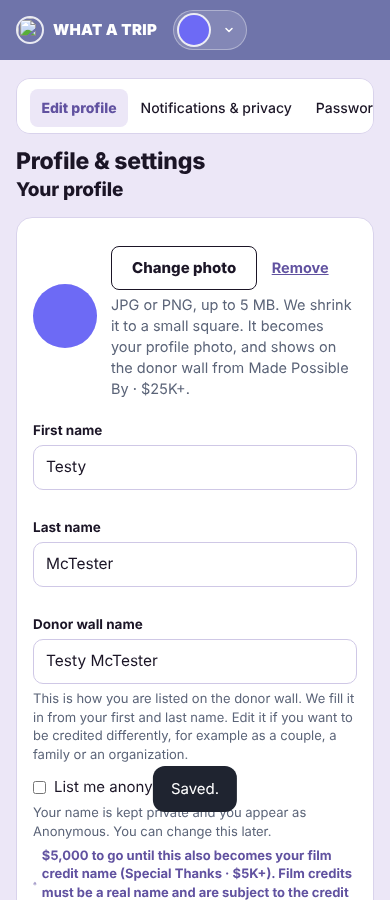 WHAT A TRIP
Edit profile
Notifications & privacy
Passwor
Profile & settings
Your profile
Change photo
Remove
JPG or PNG, up to 5 MB. We shrink
it to a small square. It becomes
your profile photo, and shows on
the donor wall from Made Possible
By · $25K+.
First name
Testy
Last name
McTester
Donor wall name
Testy McTester
This is how you are listed on the donor wall. We fill it
in from your first and last name. Edit it if you want to
be credited differently, for example as a couple, a
family or an organization.
List me anony
Saved.
Your name is kept private and you appear as
Anonymous. You can change this later.
$5,000 to go until this also becomes your film
credit name (Special Thanks · $5K+). Film credits
must be a real name and are subject to the credit